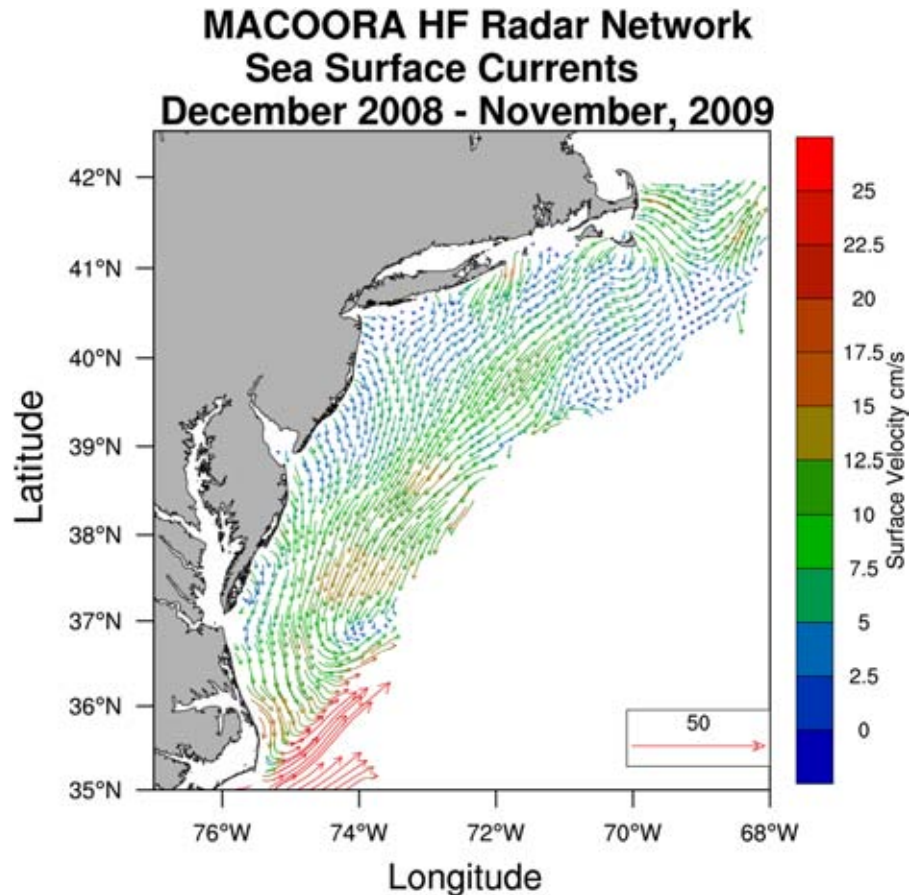 MACOORA HF Radar Network
Sea Surface Currents
December 2008 - November, 2009
42°N
41°N
40°N
39°N
38°N
37°N
36°N
35°N
Latitude
76°W
74°W
72°W
70°W
68°W
Longitude
50
25
22.5
20
17.5
15
12.5
10
7.5
5
2.5
0
Surface Velocity cm/s